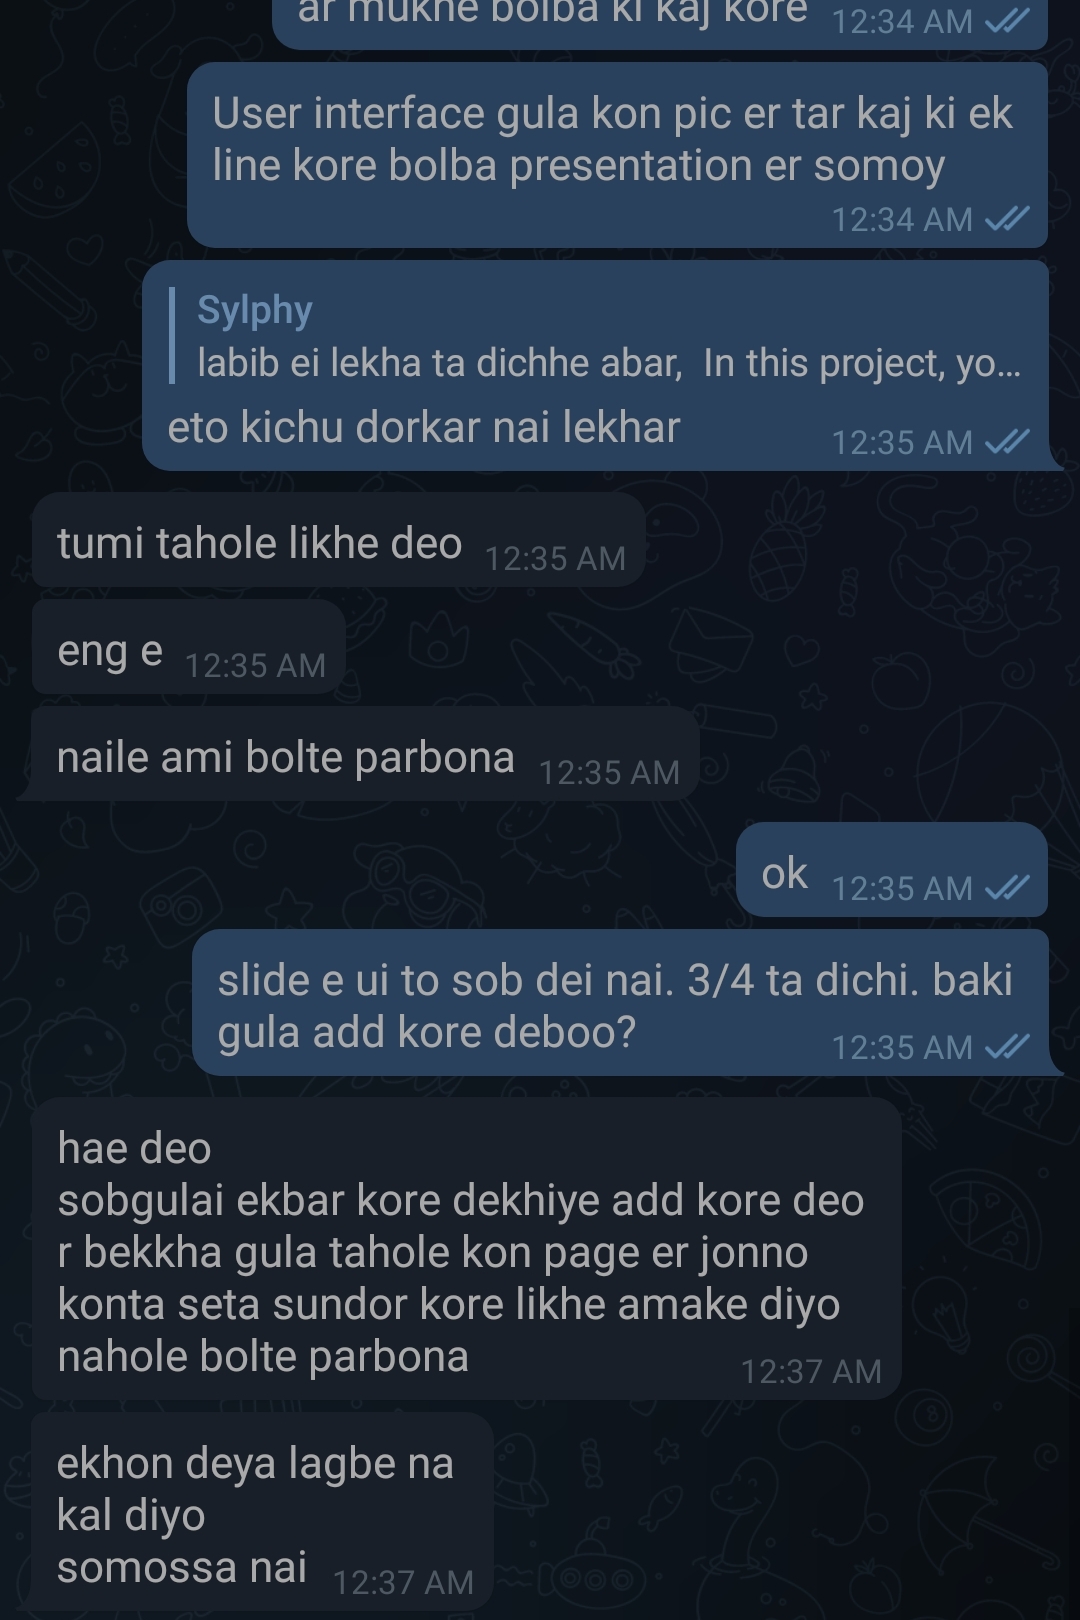 ar mukhe bolba ki kaj kore 12:34 AM
User interface gula kon pic er tar kaj ki ek
line kore bolba presentation er somoy
12:34 AM
Sylphy
labib ei lekha ta dichhe abar, In this project, yo...
eto kichu dorkar nai lekhar 12:35 AM
tumi tahole likhe deo 12:35 AM
eng e 12:35 AM
naile ami bolte parbona 12:35 AM
ok 12:35 AM
slide e ui to sob dei nai. 3/4 ta dichi. baki
gula add kore deboo? 12:35 AM
hae deo
sobgulai ekbar kore dekhiye add kore deo
r bekkha gula tahole kon page er jonno
konta seta sundor kore likhe amake diyo
nahole bolte parbona 12:37 AM
ekhon deya lagbe na
kal diyo
somossa nai 12:37 AM